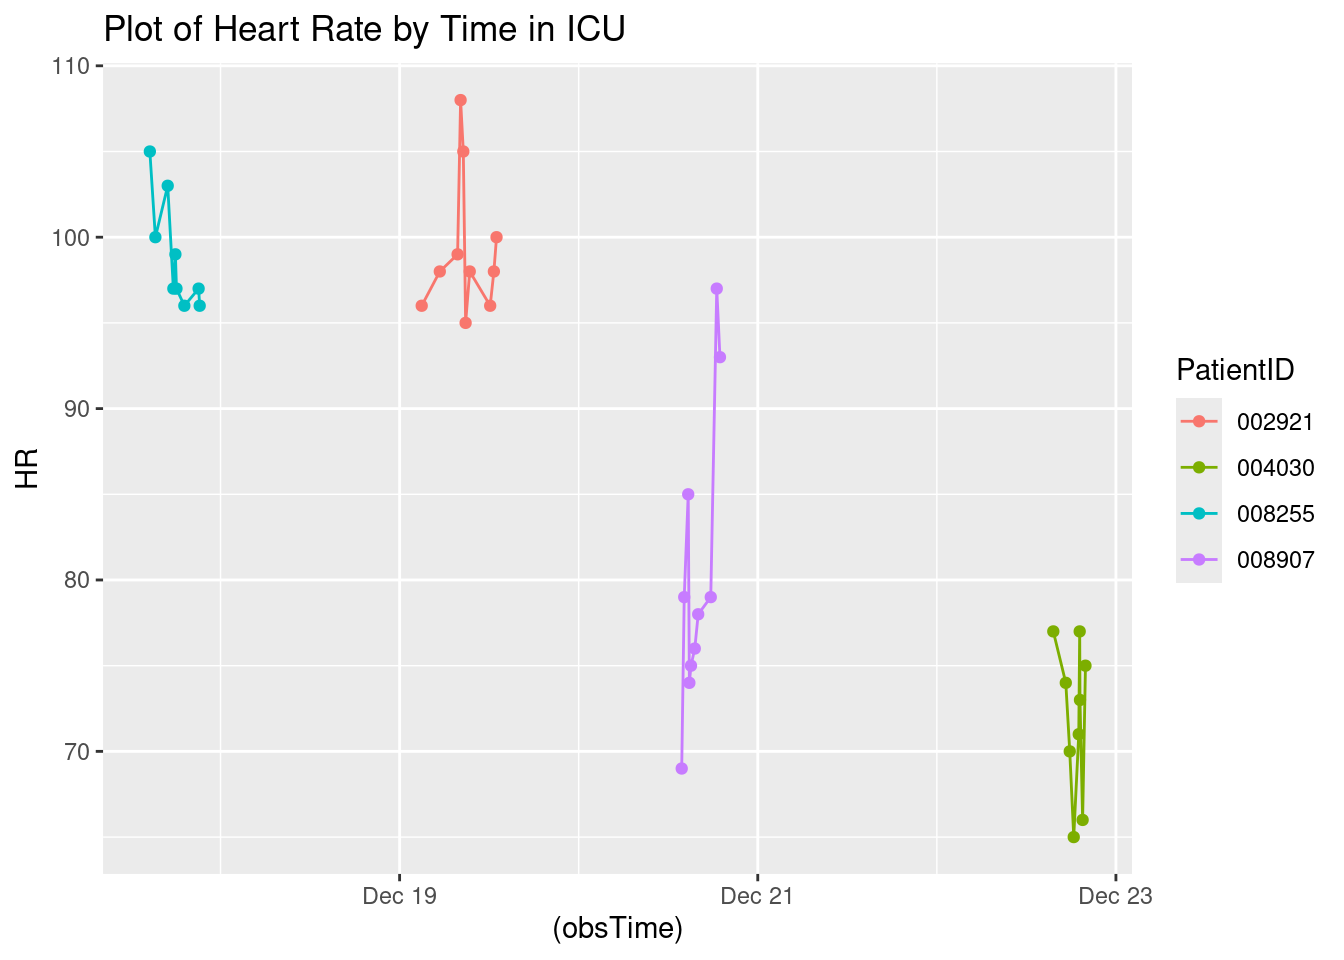 Plot of Heart Rate by Time in ICU
110
100
90
80
70
HR
Dec 19
Dec 21
Dec 23
(obsTime)
PatientID
002921
004030
008255
008907